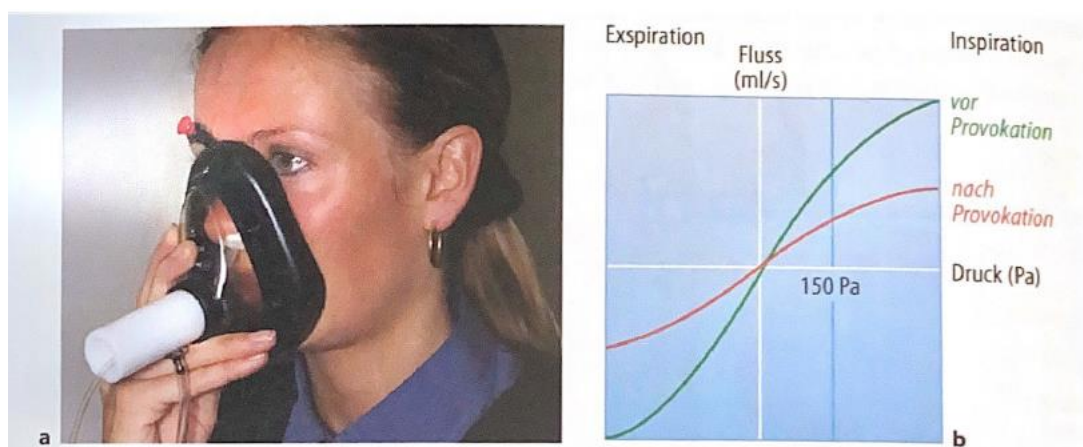 Exspiration
Fluss
(ml/s)
Inspiration
vor
Provokation
nach
Provokation
Druck (Pa)
150 Pa
a
b